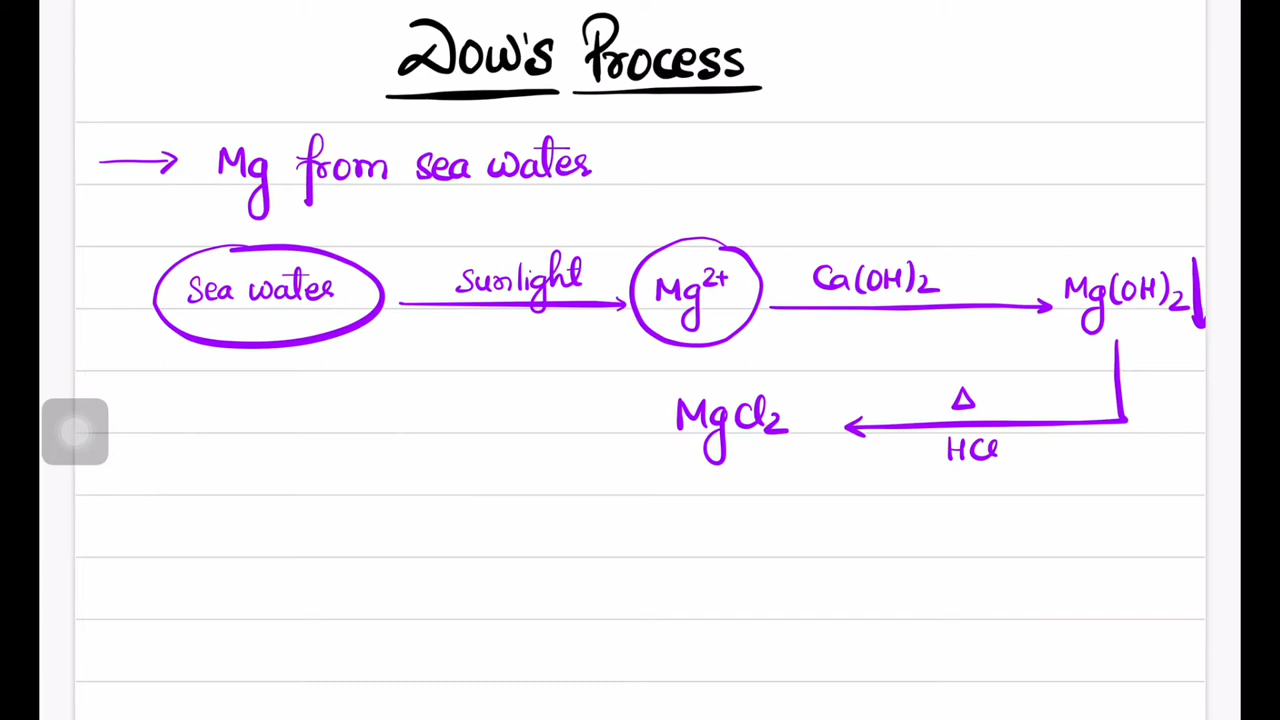 Dow's Process
→ Mg from sea water
Sea water → Sunlight Mg²⁺ → Ca(OH)₂ Mg(OH)₂↓
MgCl₂ ← Δ HCl